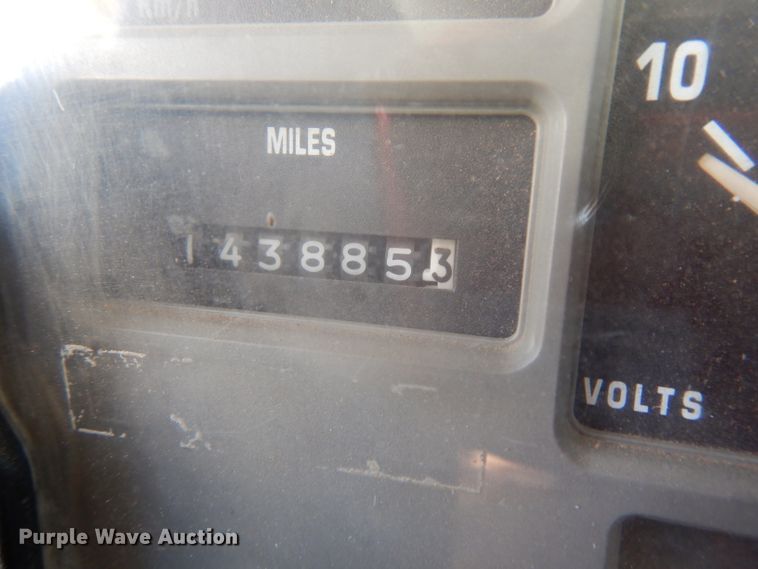 Km/h
10
MILES
1438853
VOLTS
Purple Wave Auction